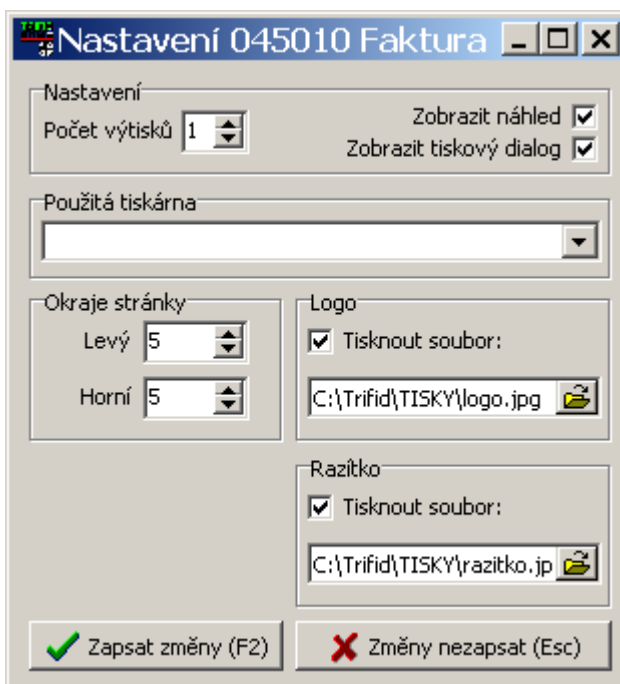 Nastavení 045010 Faktura
Nastavení
Počet výtisků 1
Zobrazit náhled
Zobrazit tiskový dialog
Použitá tiskárna
Okraje stránky
Levý 5
Horní 5
Logo
Tisknout soubor:
C:\Trifid\TISKY\logo.jpg
Razítko
Tisknout soubor:
C:\Trifid\TISKY\razitko.jp
Zapsat změny (F2)
Změny nezapsat (Esc)